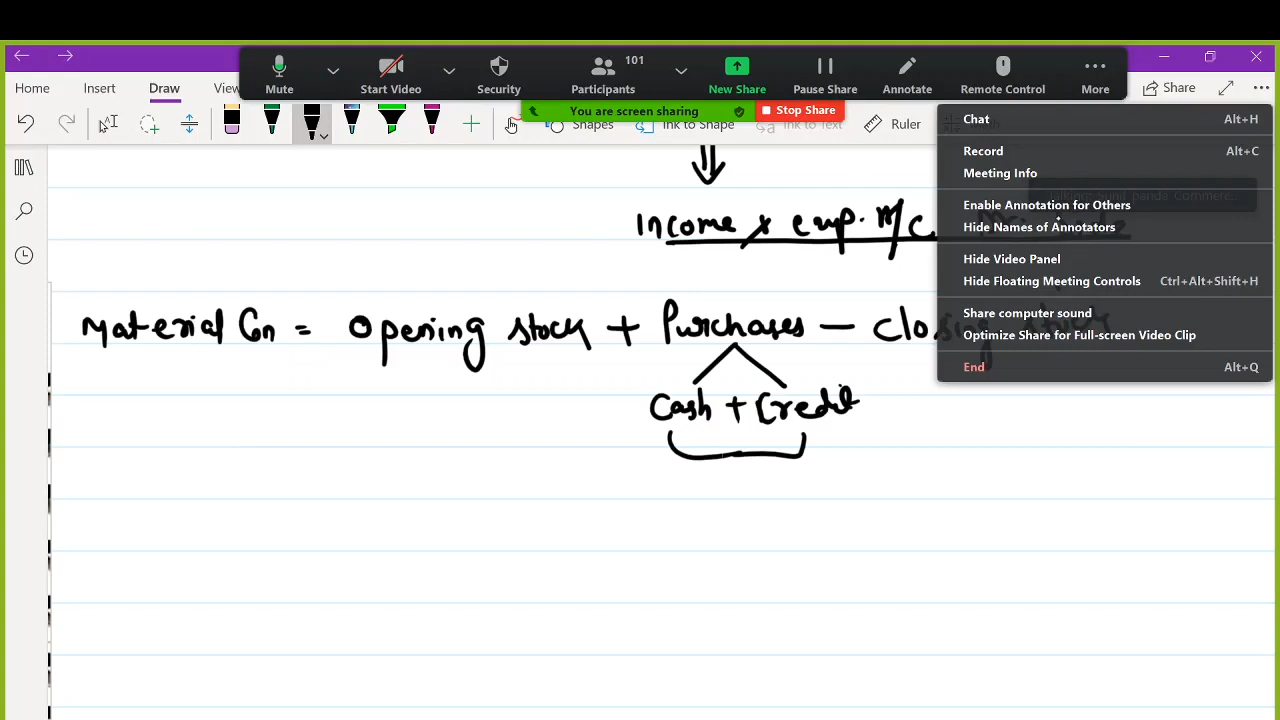 101
Mute
Start Video
Security
Participants
New Share
Pause Share
Annotate
Remote Control
More
You are screen sharing
Stop Share
Home
Insert
Draw
View
Share
Shapes
Ink to Shape
Ink to Text
Ruler
Chat Alt+H
Record Alt+C
Meeting Info
Enable Annotation for Others
Hide Names of Annotators
Hide Video Panel
Hide Floating Meeting Controls Ctrl+Alt+Shift+H
Share computer sound
Optimize Share for Full-screen Video Clip
End Alt+Q
Income & exp. A/C
Material Cn = Opening stock + Purchases — Closing stock
Cash + Credit